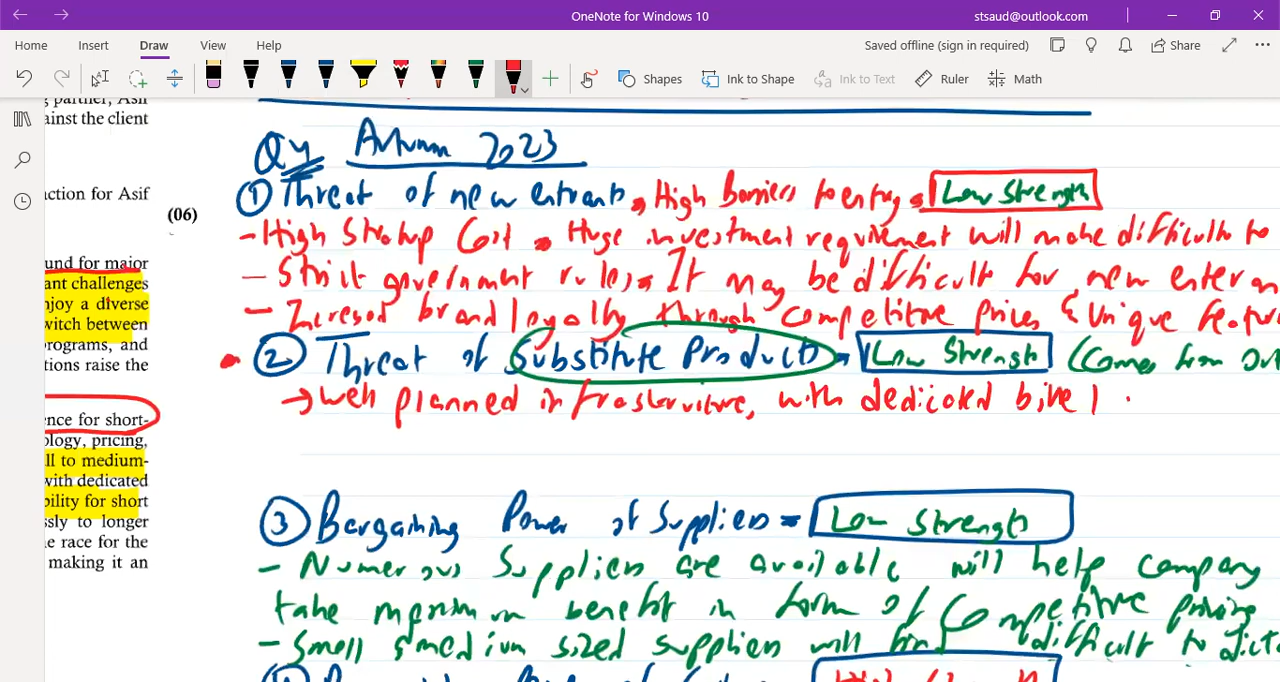 OneNote for Windows 10
stsaud@outlook.com
Home Insert Draw View Help
Saved offline (sign in required)
Share
Shapes
Ink to Shape
Ink to Text
Ruler
Math
g partner, Asif
ainst the client
action for Asif
(06)
und for major
ant challenges
njoy a diverse
witch between
programs, and
tions raise the
ence for short-
ology, pricing,
ll to medium-
with dedicated
bility for short
ssly to longer
e race for the
making it an
Q4 Autumn 2023
① Threat of new entrants High Barriers to entry Low Strength
- High Startup Cost Huge investment requirement will make difficult to
- Strict government rules It may be difficult for new enteran
- Incresed brand loyalty through competitive prices & unique featur
② Threat of Substitute Products = Low Strength (Comes from out
→ Well planned infrastructure, with dedicated bike l
③ Bargaining Power of Suppliers = Low Strength
- Numerous Suppliers are available, will help company
take maximum benefit in form of Competitive pricing
- Small & medium sized suppliers will find difficult to dict